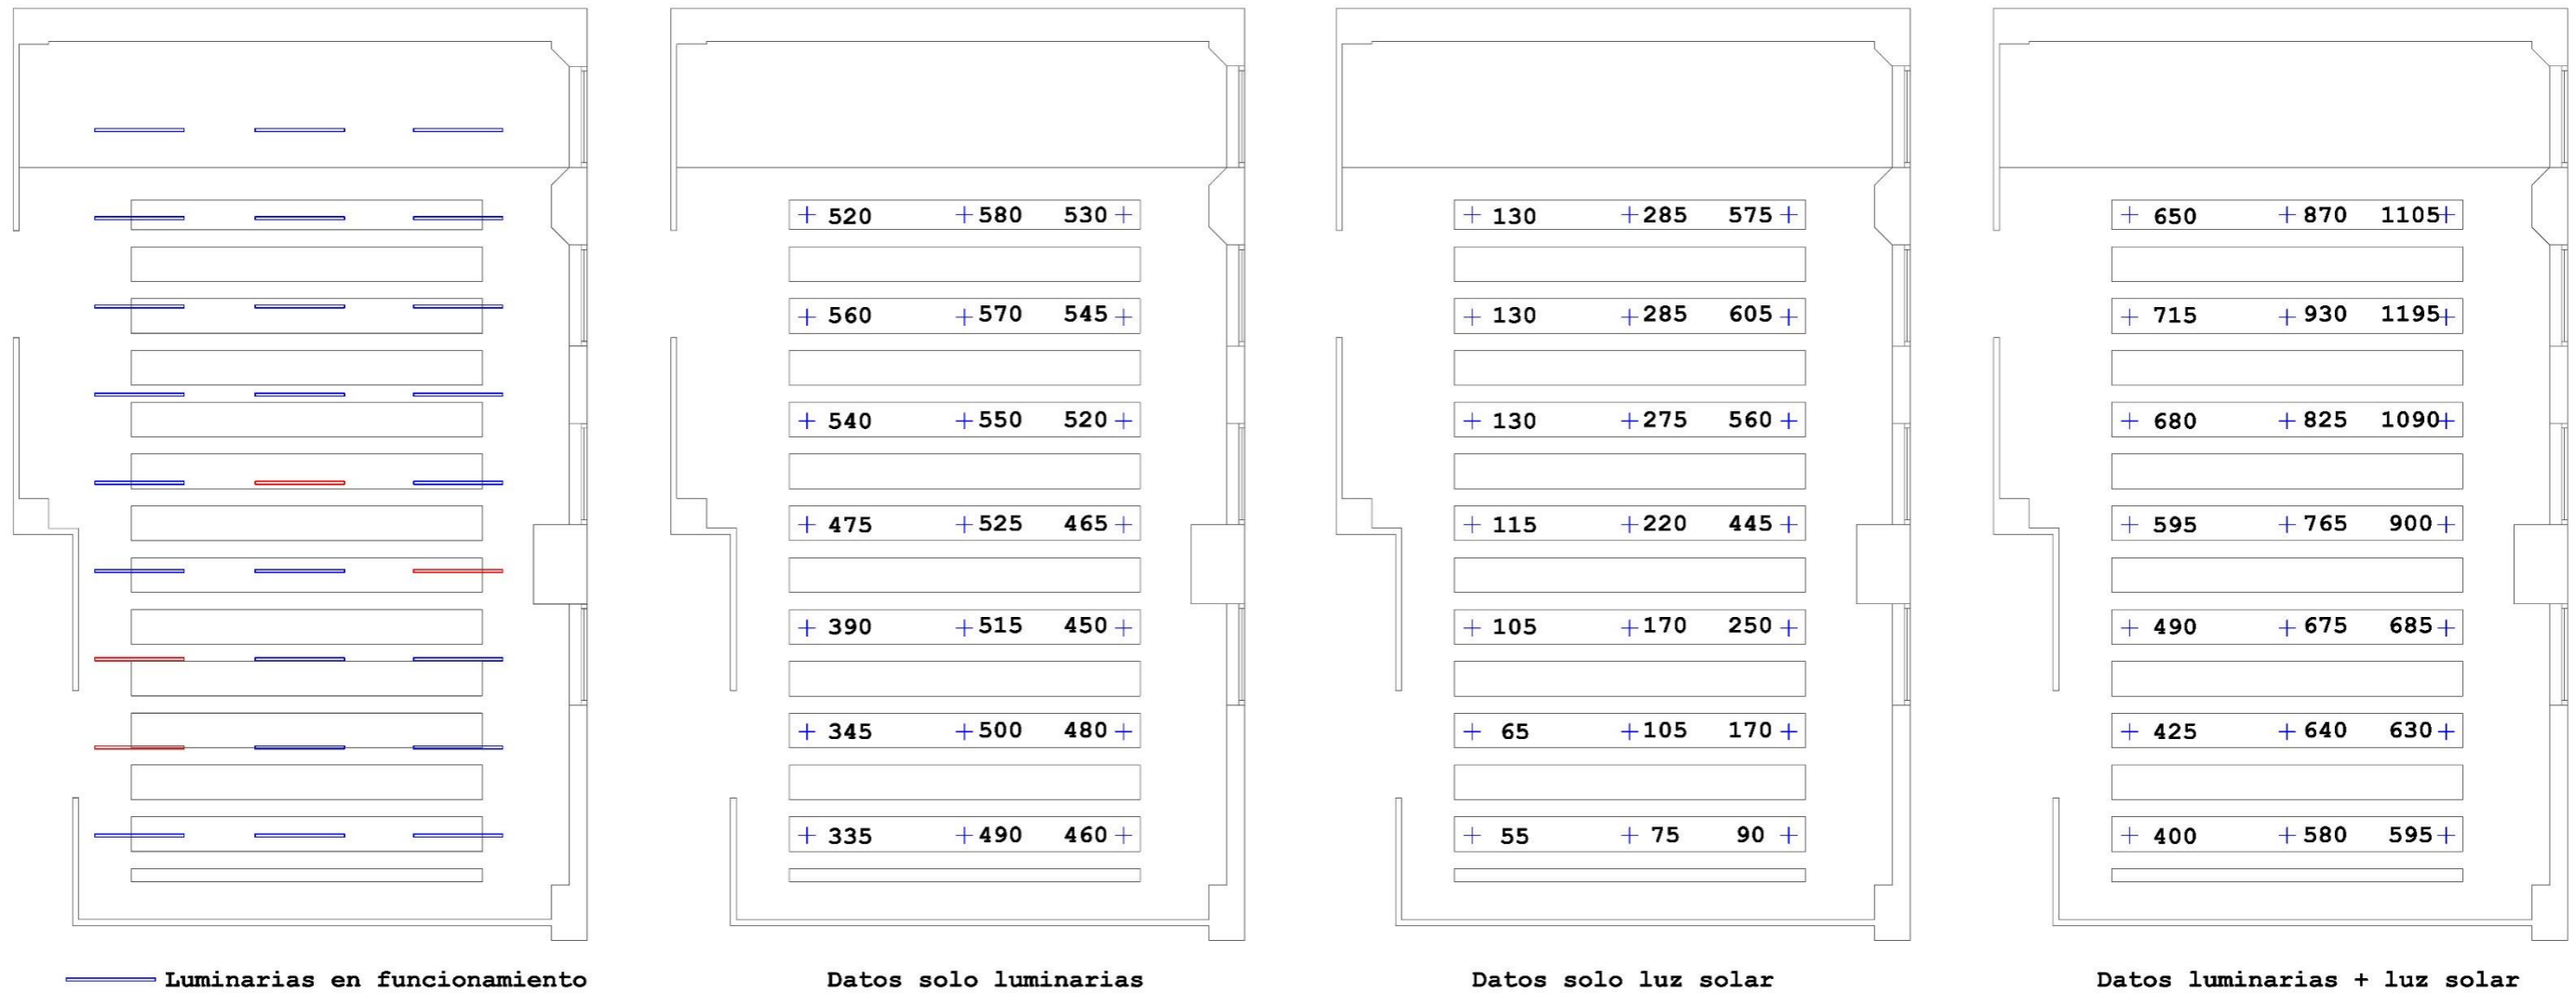 520 580 530
560 570 545
540 550 520
475 525 465
390 515 450
345 500 480
335 490 460
130 285 575
130 285 605
130 275 560
115 220 445
105 170 250
65 105 170
55 75 90
650 870 1105
715 930 1195
680 825 1090
595 765 900
490 675 685
425 640 630
400 580 595
Luminarias en funcionamiento
Datos solo luminarias
Datos solo luz solar
Datos luminarias + luz solar